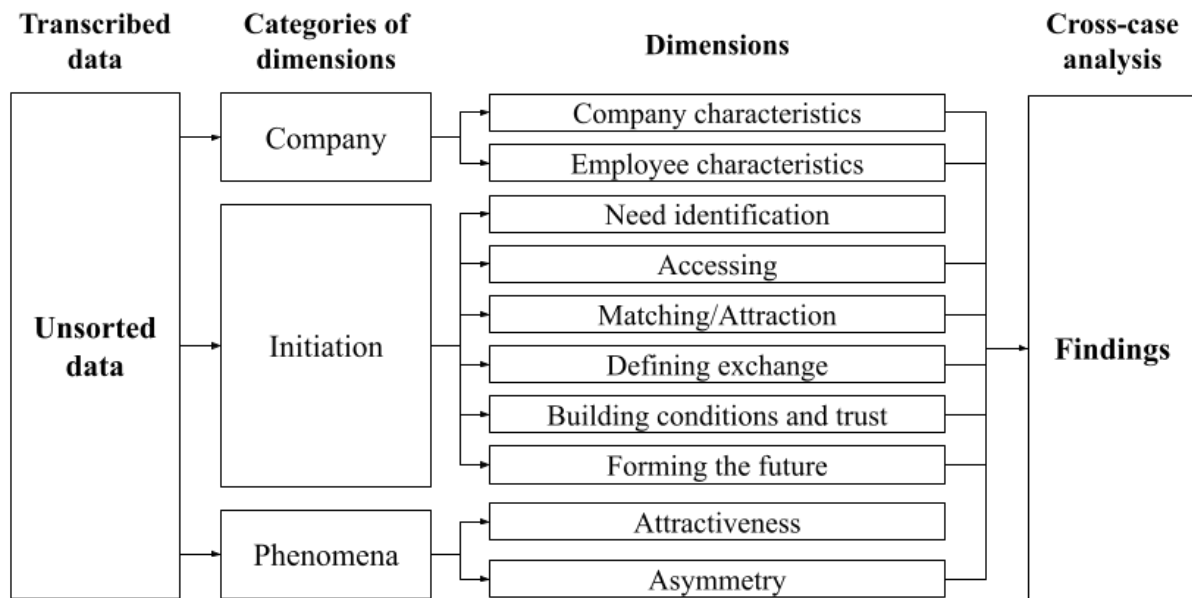 Transcribed
data
Categories of
dimensions
Dimensions
Cross-case
analysis
Unsorted
data
Company
Initiation
Phenomena
Company characteristics
Employee characteristics
Need identification
Accessing
Matching/Attraction
Defining exchange
Building conditions and trust
Forming the future
Attractiveness
Asymmetry
Findings